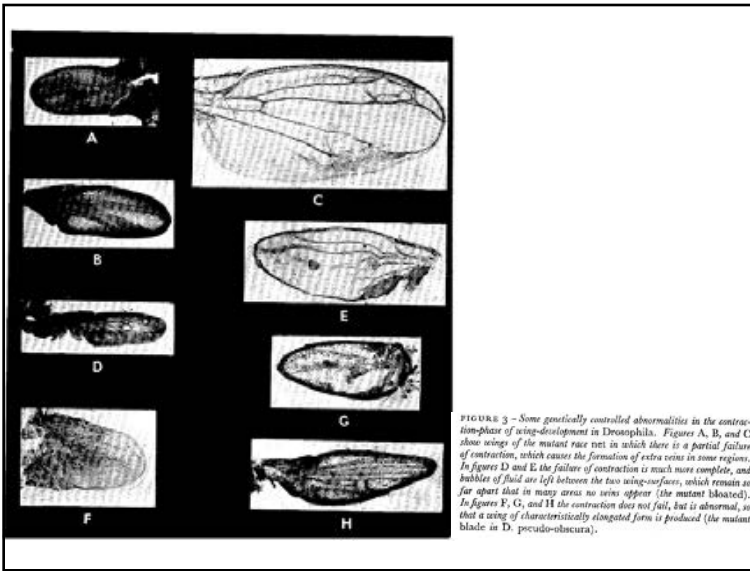 A
C
B
E
D
G
F
H
FIGURE 3 – Some genetically controlled abnormalities in the contrac-
tion-phase of wing-development in Drosophila. Figures A, B, and C
show wings of the mutant race net in which there is a partial failure
of contraction, which causes the formation of extra veins in some regions.
In figures D and E the failure of contraction is much more complete, and
bubbles of fluid are left between the two wing-surfaces, which remain so
far apart that in many areas no veins appear (the mutant bloated).
In figures F, G, and H the contraction does not fail, but is abnormal, so
that a wing of characteristically elongated form is produced (the mutant
blade in D. pseudo-obscura).